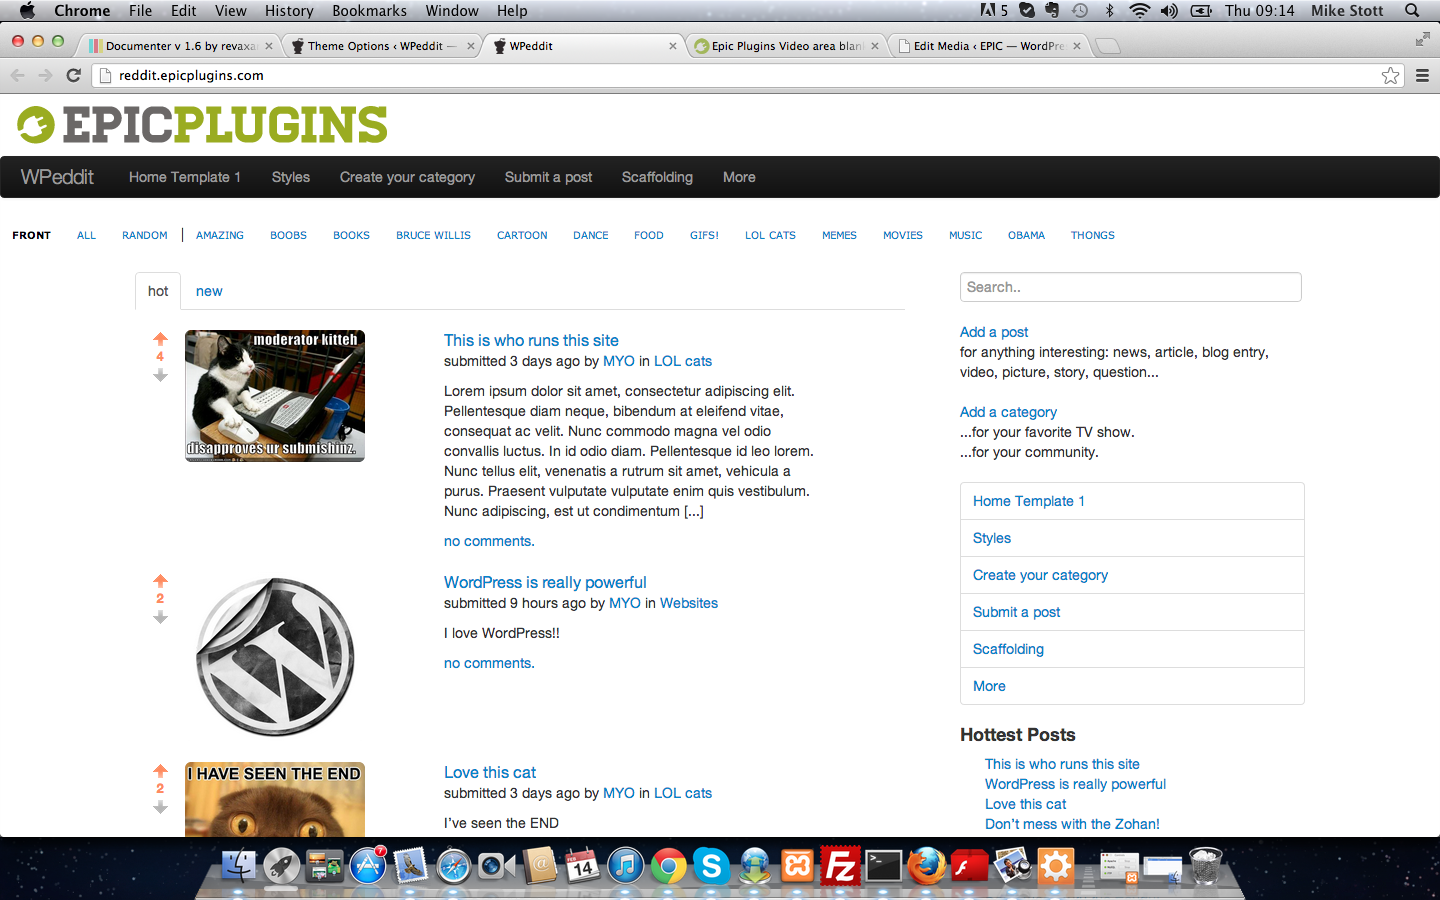 Chrome File Edit View History Bookmarks Window Help 5 Thu 09:14 Mike Stott
Documenter v 1.6 by revaxa Theme Options ‹ WPeddit — WPeddit Epic Plugins Video area blan Edit Media ‹ EPIC — WordPre
reddit.epicplugins.com
EPICPLUGINS
WPeddit Home Template 1 Styles Create your category Submit a post Scaffolding More
FRONT ALL RANDOM | AMAZING BOOBS BOOKS BRUCE WILLIS CARTOON DANCE FOOD GIFS! LOL CATS MEMES MOVIES MUSIC OBAMA THONGS
hot new
4
moderator kitteh
disapproves ur submishinz.
This is who runs this site
submitted 3 days ago by MYO in LOL cats
Lorem ipsum dolor sit amet, consectetur adipiscing elit.
Pellentesque diam neque, bibendum at eleifend vitae,
consequat ac velit. Nunc commodo magna vel odio
convallis luctus. In id odio diam. Pellentesque id leo lorem.
Nunc tellus elit, venenatis a rutrum sit amet, vehicula a
purus. Praesent vulputate vulputate enim quis vestibulum.
Nunc adipiscing, est ut condimentum [...]
no comments.
2
WordPress is really powerful
submitted 9 hours ago by MYO in Websites
I love WordPress!!
no comments.
2
I HAVE SEEN THE END
Love this cat
submitted 3 days ago by MYO in LOL cats
I've seen the END
Search..
Add a post
for anything interesting: news, article, blog entry,
video, picture, story, question...
Add a category
...for your favorite TV show.
...for your community.
Home Template 1
Styles
Create your category
Submit a post
Scaffolding
More
Hottest Posts
This is who runs this site
WordPress is really powerful
Love this cat
Don't mess with the Zohan!
7
FEB
14